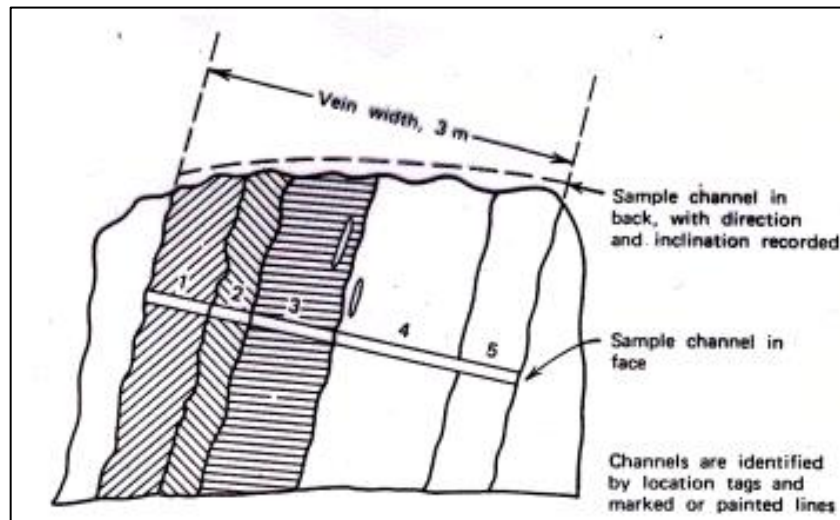 Vein width, 3 m
Sample channel in
back, with direction
and inclination recorded
1
2
3
4
5
Sample channel in
face
Channels are identified
by location tags and
marked or painted lines